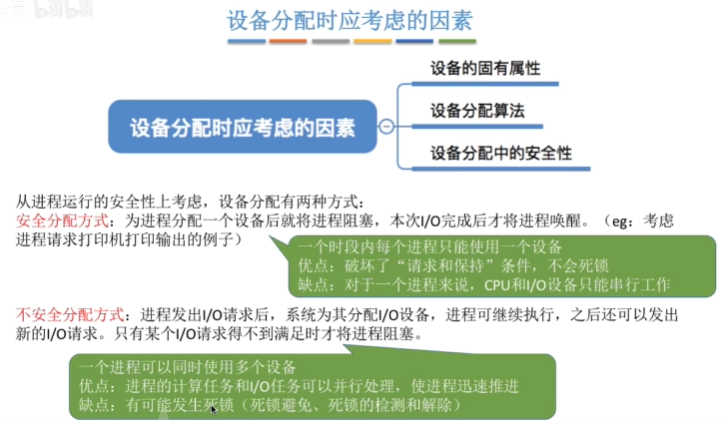 bilibili
设备分配时应考虑的因素
设备的固有属性
设备分配时应考虑的因素
设备分配算法
设备分配中的安全性
从进程运行的安全性上考虑，设备分配有两种方式：
安全分配方式：为进程分配一个设备后就将进程阻塞，本次I/O完成后才将进程唤醒。（eg：考虑
进程请求打印机打印输出的例子）
一个时段内每个进程只能使用一个设备
优点：破坏了“请求和保持”条件，不会死锁
缺点：对于一个进程来说，CPU和I/O设备只能串行工作
不安全分配方式：进程发出I/O请求后，系统为其分配I/O设备，进程可继续执行，之后还可以发出
新的I/O请求。只有某个I/O请求得不到满足时才将进程阻塞。
一个进程可以同时使用多个设备
优点：进程的计算任务和I/O任务可以并行处理，使进程迅速推进
缺点：有可能发生死锁（死锁避免、死锁的检测和解除）